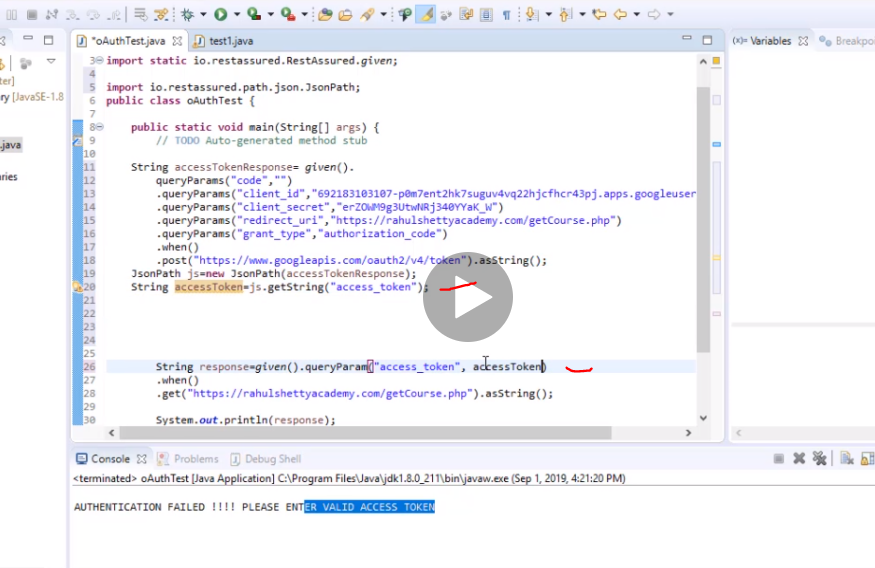 *oAuthTest.java
test1.java
(x)= Variables
Breakpo
ter]
ry [JavaSE-1.8
.java
ries
3 import static io.restassured.RestAssured.given;
4
5 import io.restassured.path.json.JsonPath;
6 public class oAuthTest {
7
8 public static void main(String[] args) {
9 // TODO Auto-generated method stub
10
11 String accessTokenResponse= given().
12 queryParams("code","")
13 .queryParams("client_id","692183103107-p0m7ent2hk7suguv4vq22hjcfhcr43pj.apps.googleuser
14 .queryParams("client_secret","erZOWM9g3UtwNRj340YYaK_W")
15 .queryParams("redirect_uri","https://rahulshettyacademy.com/getCourse.php")
16 .queryParams("grant_type","authorization_code")
17 .when()
18 .post("https://www.googleapis.com/oauth2/v4/token").asString();
19 JsonPath js=new JsonPath(accessTokenResponse);
20 String accessToken=js.getString("access_token");
21
22
23
24
25
26 String response=given().queryParam("access_token", accessToken)
27 .when()
28 .get("https://rahulshettyacademy.com/getCourse.php").asString();
29
30 System.out.println(response);
Console
Problems
Debug Shell
<terminated> oAuthTest [Java Application] C:\Program Files\Java\jdk1.8.0_211\bin\javaw.exe (Sep 1, 2019, 4:21:20 PM)
AUTHENTICATION FAILED !!!! PLEASE ENTER VALID ACCESS TOKEN